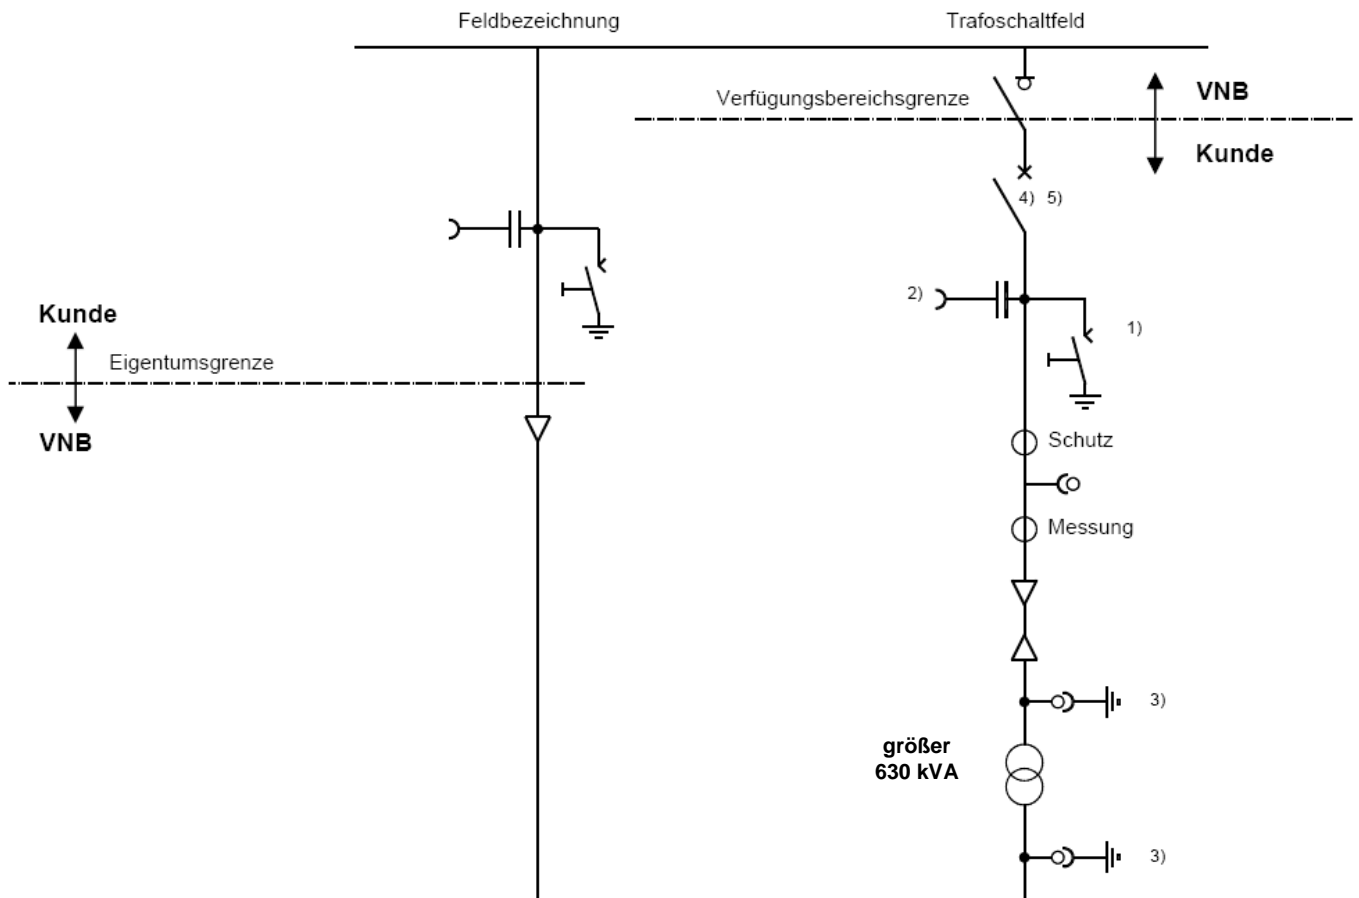 Feldbezeichnung
Trafoschaltfeld
Verfügungsbereichsgrenze
VNB
Kunde
4) 5)
2)
1)
Kunde
Eigentumsgrenze
VNB
Schutz
Messung
3)
größer
630 kVA
3)